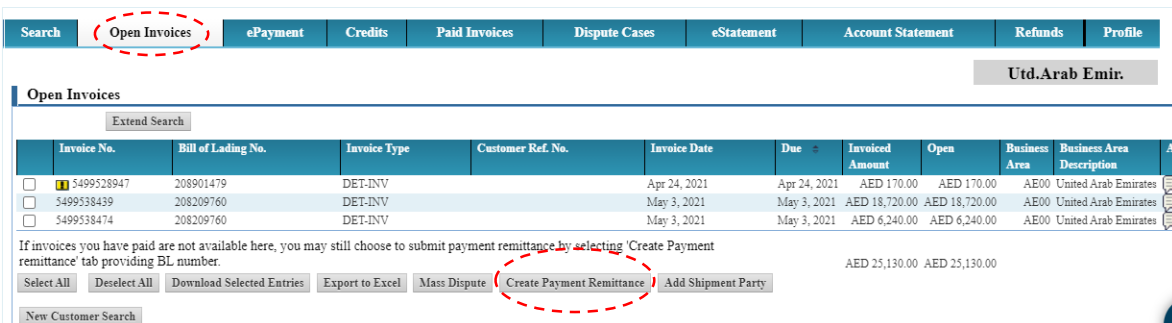 Search Open Invoices ePayment Credits Paid Invoices Dispute Cases eStatement Account Statement Refunds Profile
Utd.Arab Emir.
Open Invoices
Extend Search
Invoice No. Bill of Lading No. Invoice Type Customer Ref. No. Invoice Date Due Invoiced Amount Open Business Area Business Area Description A
5499528947 208901479 DET-INV Apr 24, 2021 Apr 24, 2021 AED 170.00 AED 170.00 AE00 United Arab Emirates
5499538439 208209760 DET-INV May 3, 2021 May 3, 2021 AED 18,720.00 AED 18,720.00 AE00 United Arab Emirates
5499538474 208209760 DET-INV May 3, 2021 May 3, 2021 AED 6,240.00 AED 6,240.00 AE00 United Arab Emirates
If invoices you have paid are not available here, you may still choose to submit payment remittance by selecting 'Create Payment
remittance' tab providing BL number.
AED 25,130.00 AED 25,130.00
Select All Deselect All Download Selected Entries Export to Excel Mass Dispute Create Payment Remittance Add Shipment Party
New Customer Search